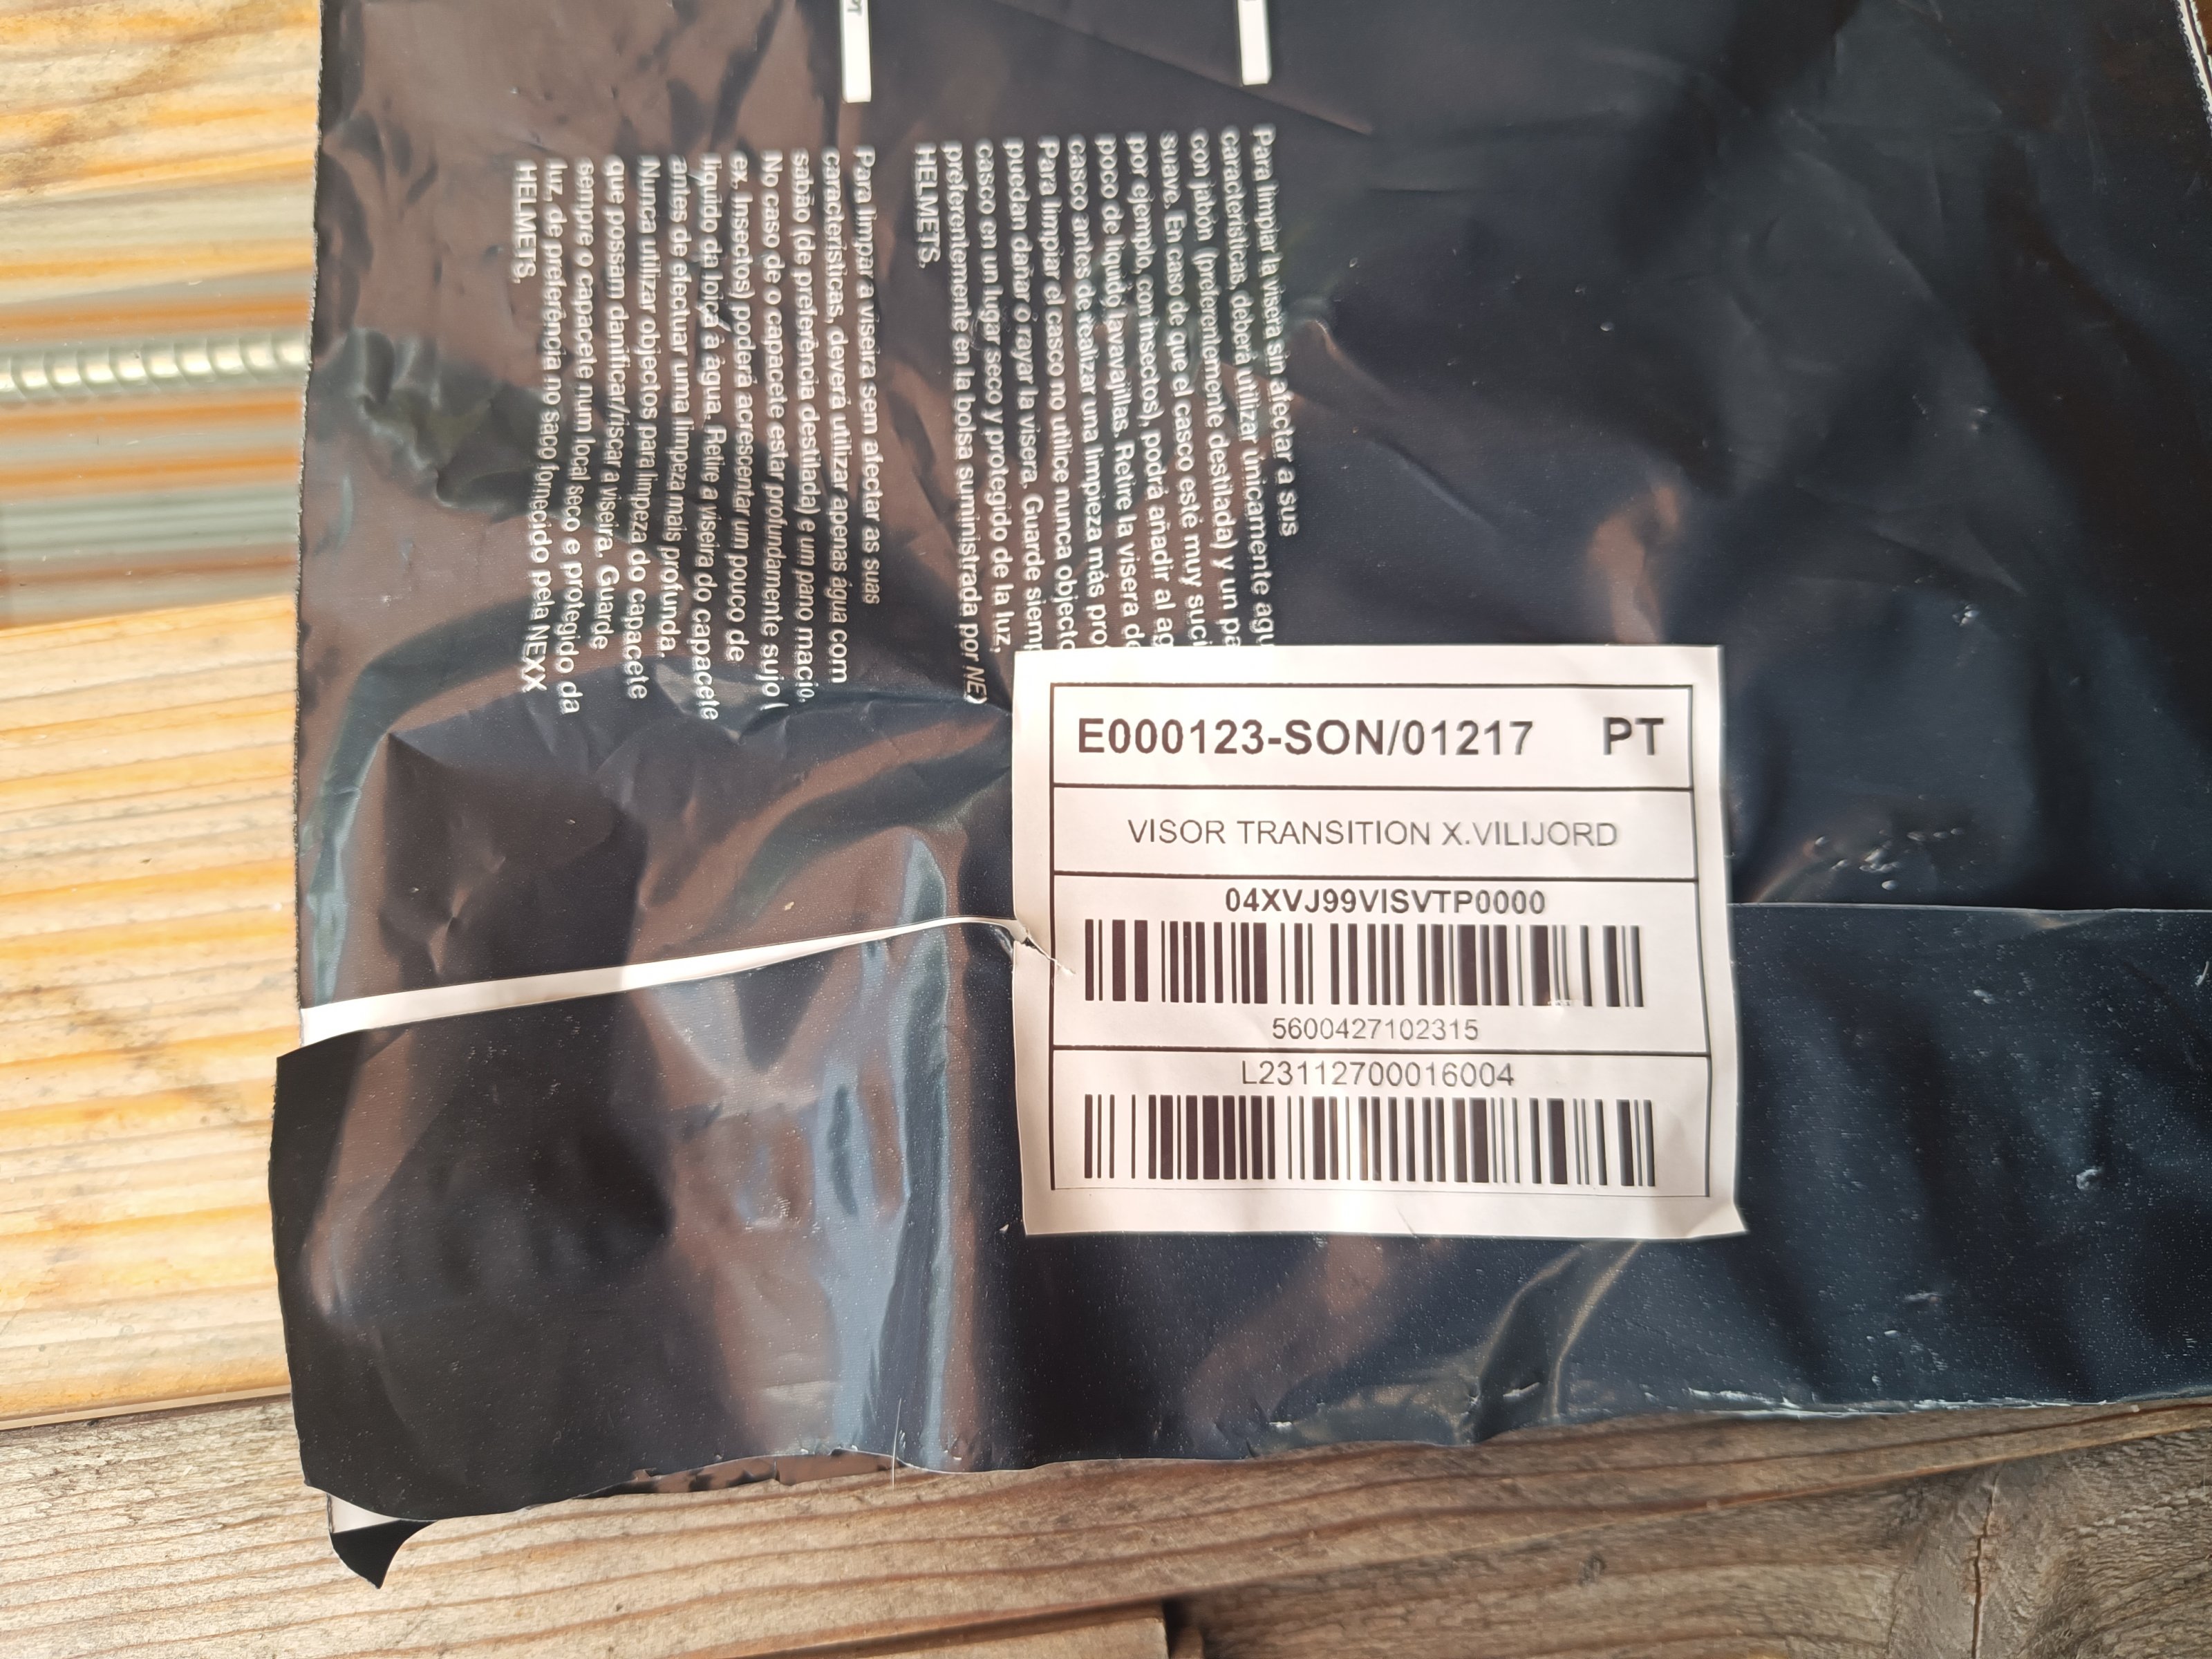 PT
Para limpiar la visera sin afectar a sus
características, deberá utilizar únicamente agu
con jabón (preferentemente destilada) y un pa
suave. En caso de que el casco esté muy suci
por ejemplo, con insectos), podrá añadir al ag
poco de líquido lavavajillas. Retire la visera de
casco antes de realizar una limpieza más pro
Para limpiar el casco no utilice nunca objecto
puedan dañar o rayar la visera. Guarde siemp
casco en un lugar seco y protegido de la luz,
preferentemente en la bolsa suministrada por NEX
HELMETS.
Para limpar a viseira sem afectar as suas
características, deverá utilizar apenas água com
sabão (de preferência destilada) e um pano macio.
No caso de o capacete estar profundamente sujo (
ex. Insectos) poderá acrescentar um pouco de
líquido da loiça à água. Retire a viseira do capacete
antes de efectuar uma limpeza mais profunda.
Nunca utilizar objectos para limpeza do capacete
que possam danificar/riscar a viseira. Guarde
sempre o capacete num local seco e protegido da
luz, de preferência no saco fornecido pela NEXX
HELMETS.
E000123-SON/01217 PT
VISOR TRANSITION X.VILIJORD
04XVJ99VISVTP0000
5600427102315
L23112700016004